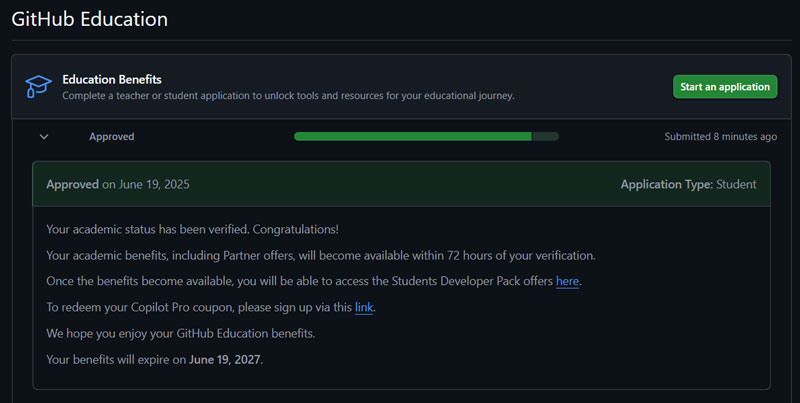 GitHub Education
Education Benefits
Complete a teacher or student application to unlock tools and resources for your educational journey.
Start an application
Approved
Submitted 8 minutes ago
Approved on June 19, 2025
Application Type: Student
Your academic status has been verified. Congratulations!
Your academic benefits, including Partner offers, will become available within 72 hours of your verification.
Once the benefits become available, you will be able to access the Students Developer Pack offers here.
To redeem your Copilot Pro coupon, please sign up via this link.
We hope you enjoy your GitHub Education benefits.
Your benefits will expire on June 19, 2027.